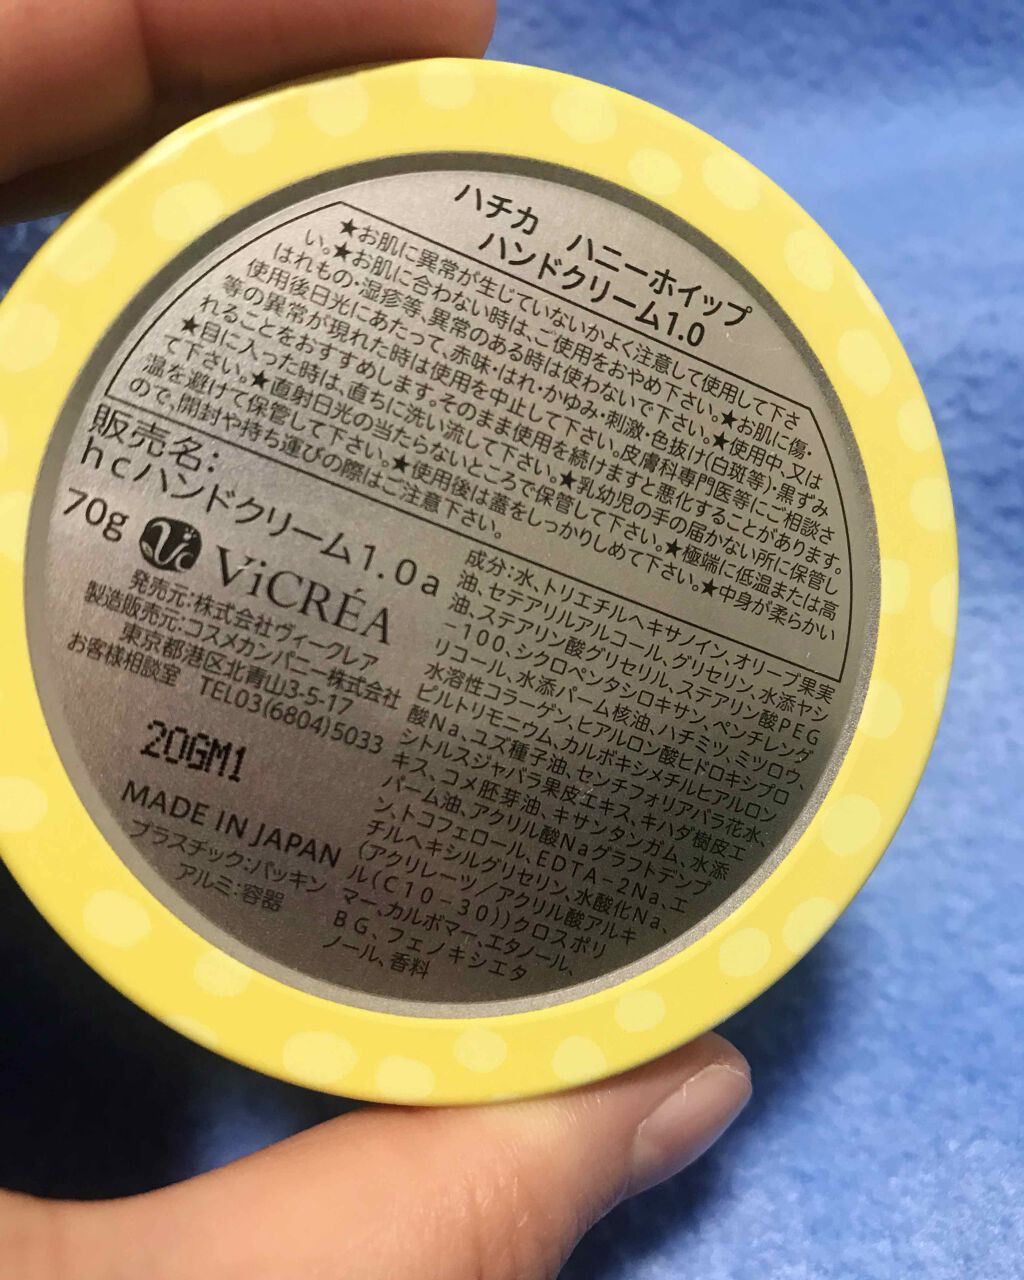 ハチカ ハニーホイップ
ハンドクリーム1.0
★お肌に異常が生じていないかよく注意して使用して下さ
い。★お肌に合わない時は、ご使用をおやめ下さい。★お肌に傷・
はれもの・湿疹等、異常のある時は使わないで下さい。★使用中、又は
使用後日光にあたって、赤味・はれ・かゆみ・刺激・色抜け(白斑等)・黒ずみ
等の異常が現れた時は使用を中止して下さい。皮膚科専門医等にご相談さ
れることをおすすめします。そのまま使用を続けますと悪化することがあります。
★目に入った時は、直ちに洗い流して下さい。★乳幼児の手の届かない所に保管し
て下さい。★直射日光の当たらないところで保管して下さい。★極端に低温または高
温を避けて保管して下さい。★使用後は蓋をしっかりしめて下さい。★中身が柔らかい
ので、開封や持ち運びの際はご注意下さい。
販売名:
hcハンドクリーム1.0a
70g
Vc ViCRÉA
発売元:株式会社ヴィークレア
製造販売元:コスメカンパニー株式会社
東京都港区北青山3-5-17
お客様相談室 TEL03(6804)5033
20GM1
MADE IN JAPAN
プラスチック:パッキン
アルミ:容器
成分:水、トリエチルヘキサノイン、オリーブ果実
油、セテアリルアルコール、グリセリン、水添ヤシ
油、ステアリン酸グリセリル、ステアリン酸PEG
-100、シクロペンタシロキサン、ペンチレング
リコール、水添パーム核油、ハチミツ、ミツロウ、
水溶性コラーゲン、ヒアルロン酸ヒドロキシプロ
ピルトリモニウム、カルボキシメチルヒアルロン
酸Na、ユズ種子油、センチフォリアバラ花水、
シトルスジャバラ果皮エキス、キハダ樹皮エ
キス、コメ胚芽油、キサンタンガム、水添
パーム油、アクリル酸Naグラフトデンプ
ン、トコフェロール、EDTA-2Na、エ
チルヘキシルグリセリン、水酸化Na、
(アクリレーツ/アクリル酸アルキ
ル(C10-30))クロスポリ
マー、カルボマー、エタノール、
BG、フェノキシエタ
ノール、香料